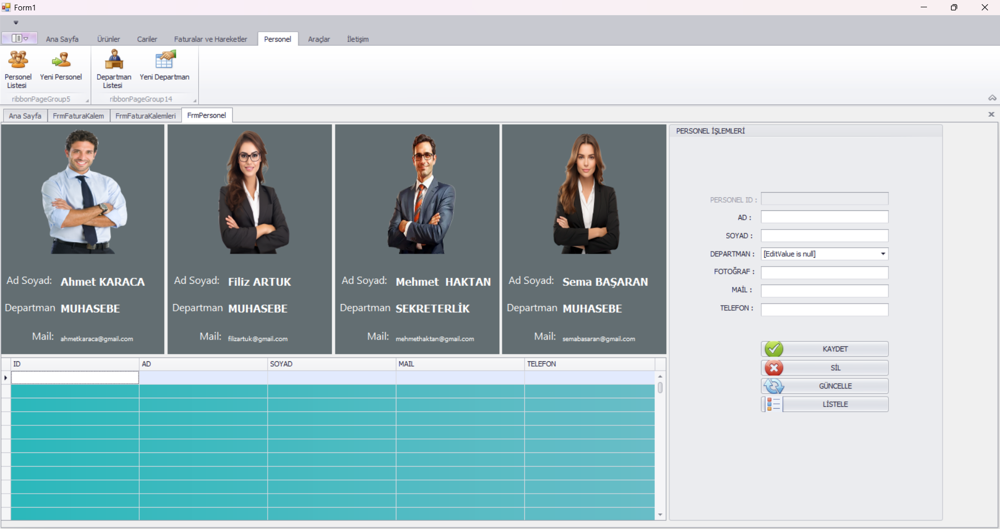 Form1
Ana Sayfa
Ürünler
Cariler
Faturalar ve Hareketler
Personel
Araçlar
İletişim
Personel
Listesi
Yeni Personel
Departman
Listesi
Yeni Departman
ribbonPageGroup5
ribbonPageGroup14
Ana Sayfa
FrmFaturaKalem
FrmFaturaKalemleri
FrmPersonel
Ad Soyad: Ahmet KARACA
Departman MUHASEBE
Mail: ahmetkaraca@gmail.com
Ad Soyad: Filiz ARTUK
Departman MUHASEBE
Mail: filizartuk@gmail.com
Ad Soyad: Mehmet HAKTAN
Departman SEKRETERLİK
Mail: mehmethaktan@gmail.com
Ad Soyad: Sema BAŞARAN
Departman MUHASEBE
Mail: semabasaran@gmail.com
ID AD SOYAD MAIL TELEFON
PERSONEL İŞLEMLERİ
PERSONEL ID :
AD :
SOYAD :
DEPARTMAN : [EditValue is null]
FOTOĞRAF :
MAİL :
TELEFON :
KAYDET
SİL
GÜNCELLE
LİSTELE